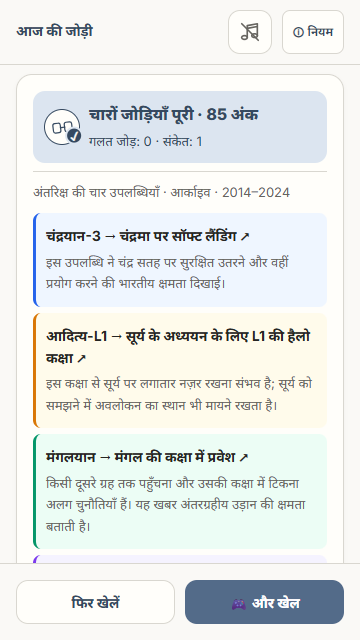 आज की जोड़ी
नियम
चारों जोड़ियाँ पूरी · 85 अंक
गलत जोड़: 0 · संकेत: 1
अंतरिक्ष की चार उपलब्धियाँ · आर्काइव · 2014–2024
चंद्रयान-3 → चंद्रमा पर सॉफ्ट लैंडिंग ↗
इस उपलब्धि ने चंद्र सतह पर सुरक्षित उतरने और वहीं
प्रयोग करने की भारतीय क्षमता दिखाई।
आदित्य-L1 → सूर्य के अध्ययन के लिए L1 की हैलो
कक्षा ↗
इस कक्षा से सूर्य पर लगातार नज़र रखना संभव है; सूर्य को
समझने में अवलोकन का स्थान भी मायने रखता है।
मंगलयान → मंगल की कक्षा में प्रवेश ↗
किसी दूसरे ग्रह तक पहुँचना और उसकी कक्षा में टिकना
अलग चुनौतियाँ हैं। यह खबर अंतरग्रहीय उड़ान की क्षमता
बताती है।
फिर खेलें
और खेल